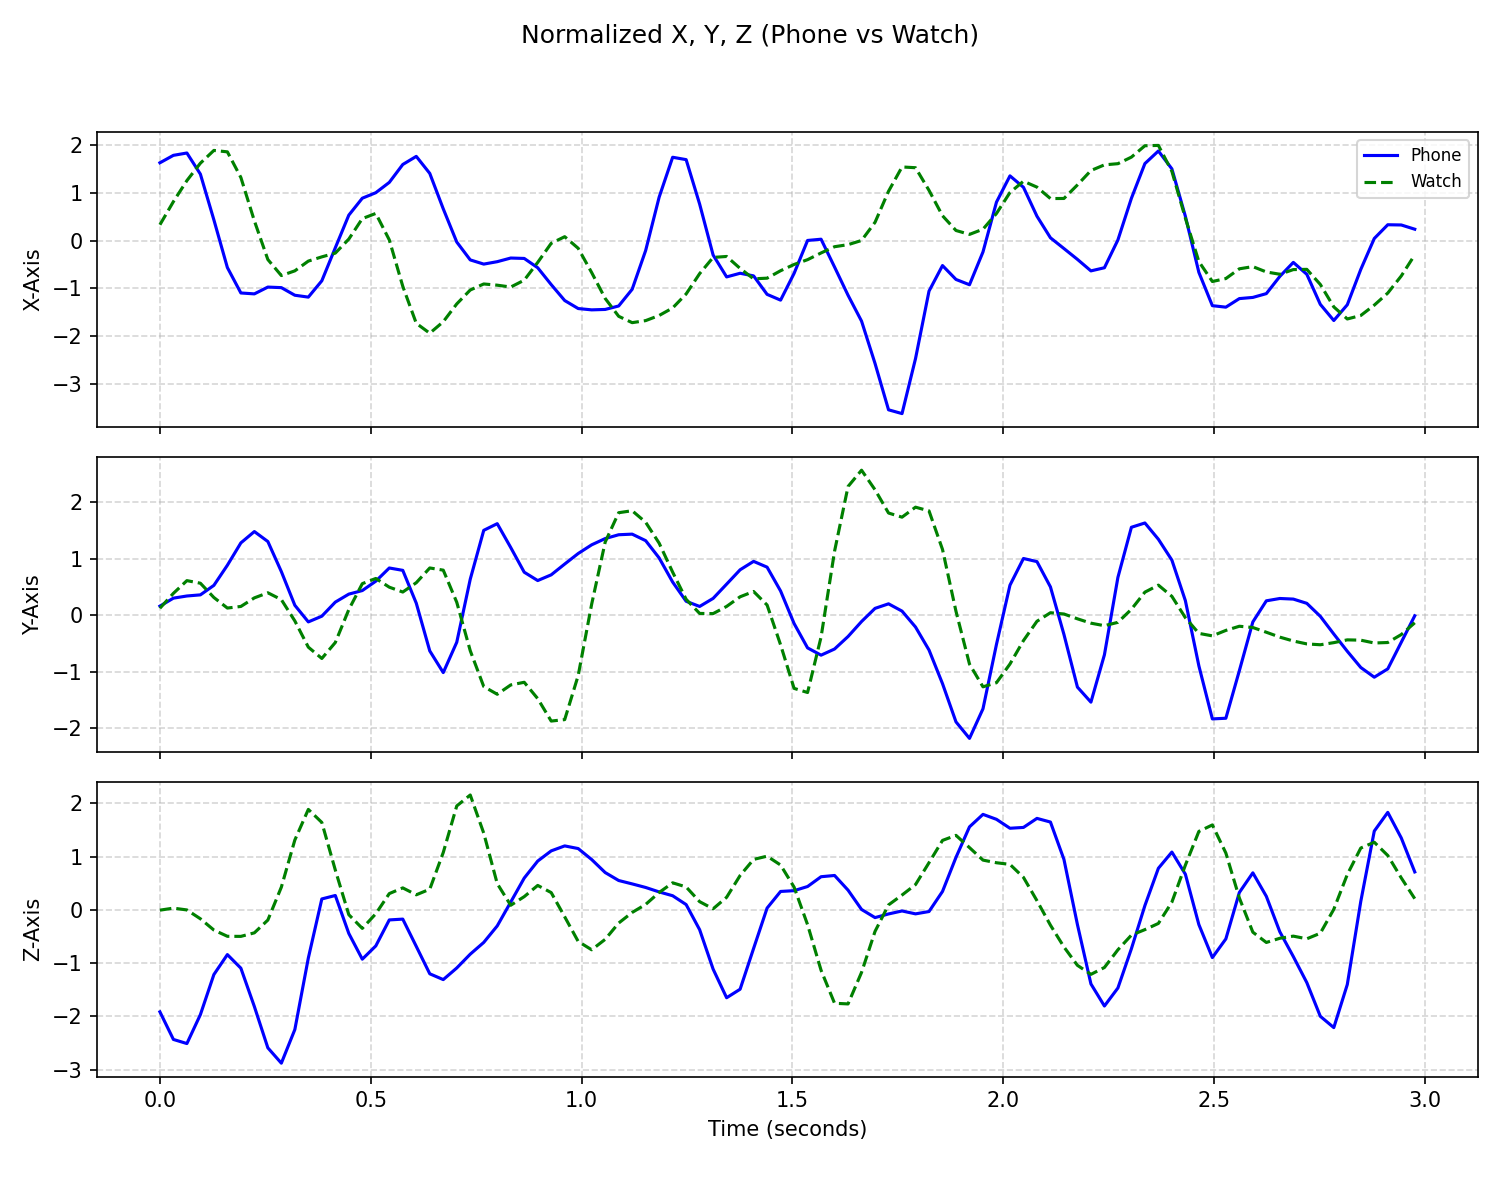 Normalized X, Y, Z (Phone vs Watch)
2
1
0
−1
−2
−3
X-Axis
Phone
Watch
2
1
0
−1
−2
Y-Axis
2
1
0
−1
−2
−3
Z-Axis
0.0 0.5 1.0 1.5 2.0 2.5 3.0
Time (seconds)